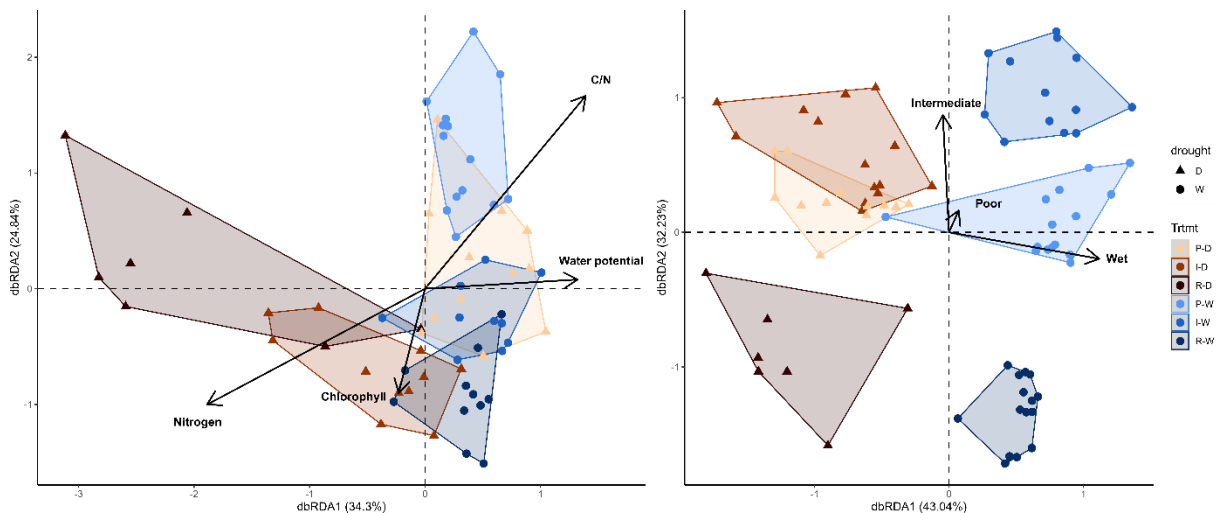 2
1
0
-1
dbRDA2 (24.84%)
-3
-2
-1
0
1
dbRDA1 (34.3%)
C/N
Water potential
Chlorophyll
Nitrogen
1
0
-1
dbRDA2 (32.23%)
-1
0
1
dbRDA1 (43.04%)
Intermediate
Poor
Wet
drought
D
W
Trtmt
P-D
I-D
R-D
P-W
I-W
R-W